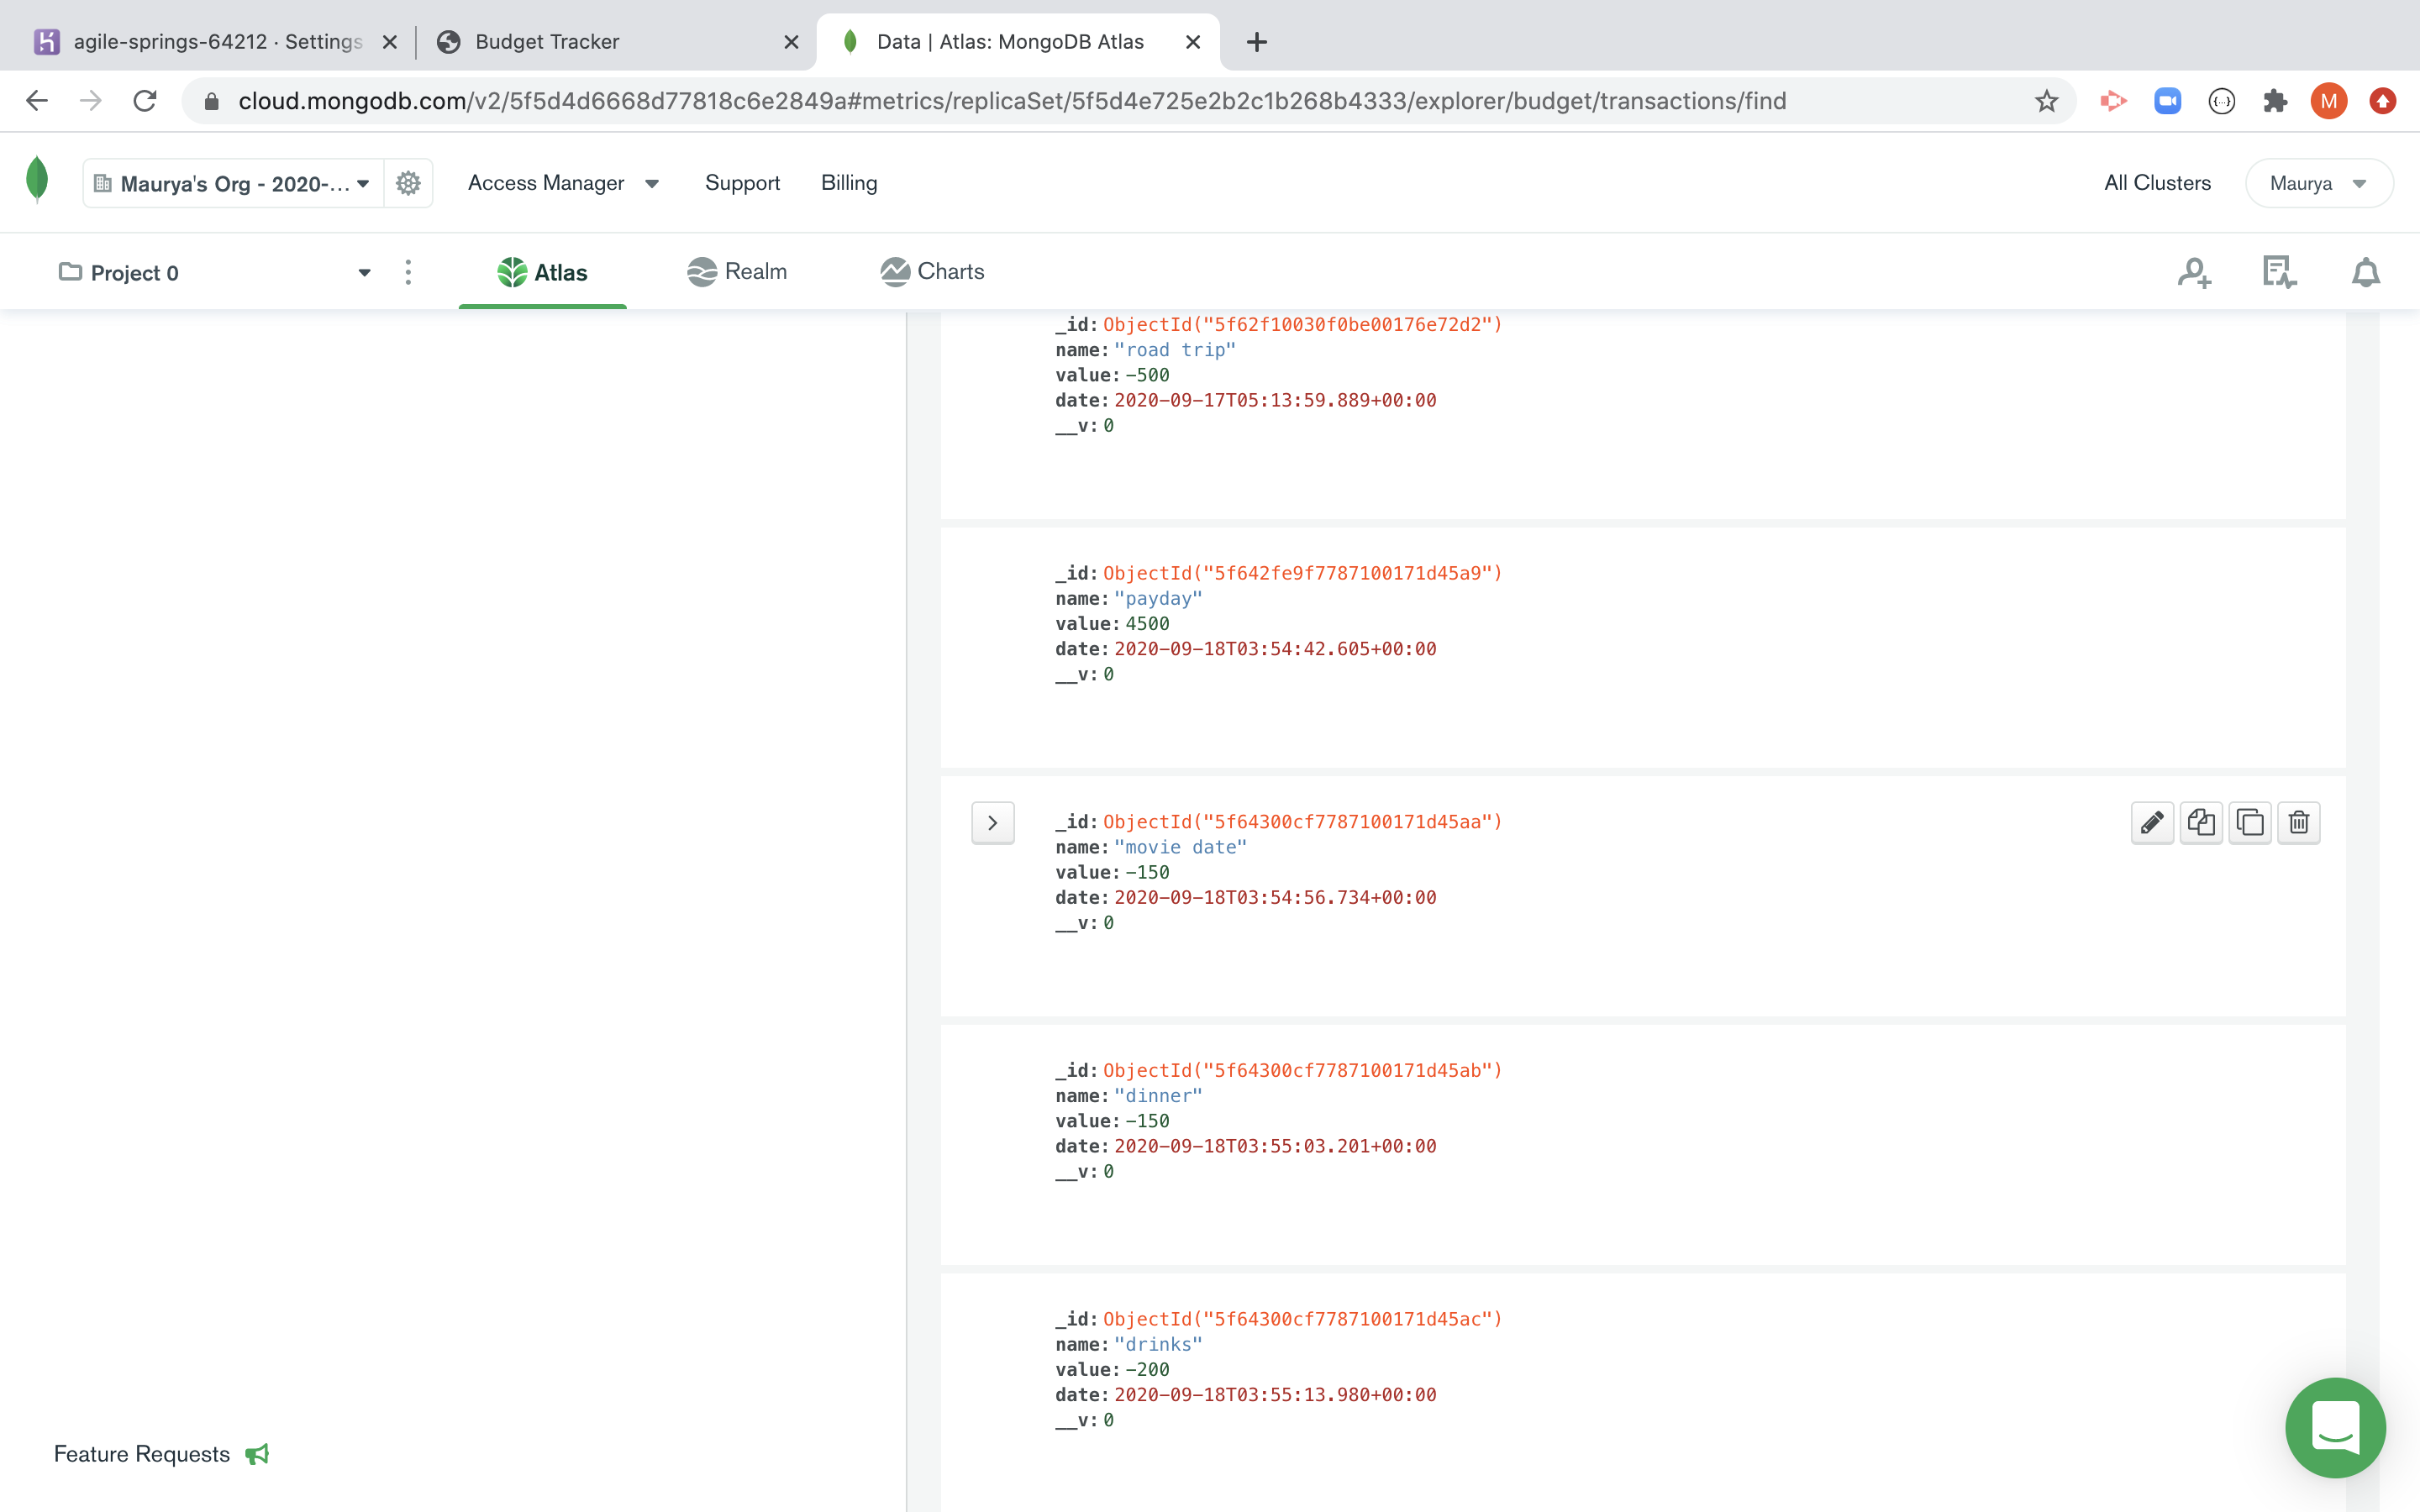 agile-springs-64212 · Settings
Budget Tracker
Data | Atlas: MongoDB Atlas
cloud.mongodb.com/v2/5f5d4d6668d77818c6e2849a#metrics/replicaSet/5f5d4e725e2b2c1b268b4333/explorer/budget/transactions/find
M
Maurya's Org - 2020-...
Access Manager
Support
Billing
All Clusters
Maurya
Project 0
Atlas
Realm
Charts
_id: ObjectId("5f62f10030f0be00176e72d2")
name: "road trip"
value: -500
date: 2020-09-17T05:13:59.889+00:00
__v: 0
_id: ObjectId("5f642fe9f7787100171d45a9")
name: "payday"
value: 4500
date: 2020-09-18T03:54:42.605+00:00
__v: 0
_id: ObjectId("5f64300cf7787100171d45aa")
name: "movie date"
value: -150
date: 2020-09-18T03:54:56.734+00:00
__v: 0
_id: ObjectId("5f64300cf7787100171d45ab")
name: "dinner"
value: -150
date: 2020-09-18T03:55:03.201+00:00
__v: 0
_id: ObjectId("5f64300cf7787100171d45ac")
name: "drinks"
value: -200
date: 2020-09-18T03:55:13.980+00:00
__v: 0
Feature Requests